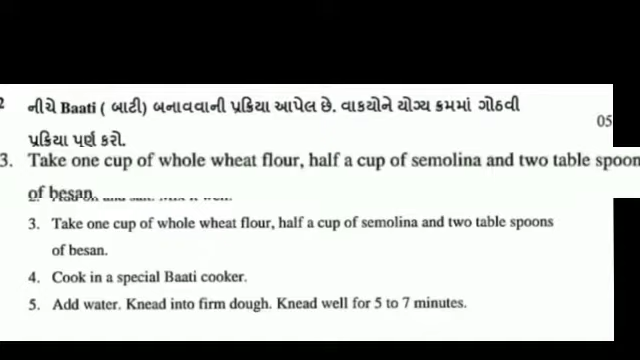 2 નીચે Baati ( બાટી) બનાવવાની પ્રક્રિયા આપેલ છે. વાકયોને યોગ્ય ક્રમમાં ગોઠવી
05
પ્રક્રિયા પૂર્ણ કરો.
3. Take one cup of whole wheat flour, half a cup of semolina and two table spoon
of besan.
3. Take one cup of whole wheat flour, half a cup of semolina and two table spoons
of besan.
4. Cook in a special Baati cooker.
5. Add water. Knead into firm dough. Knead well for 5 to 7 minutes.